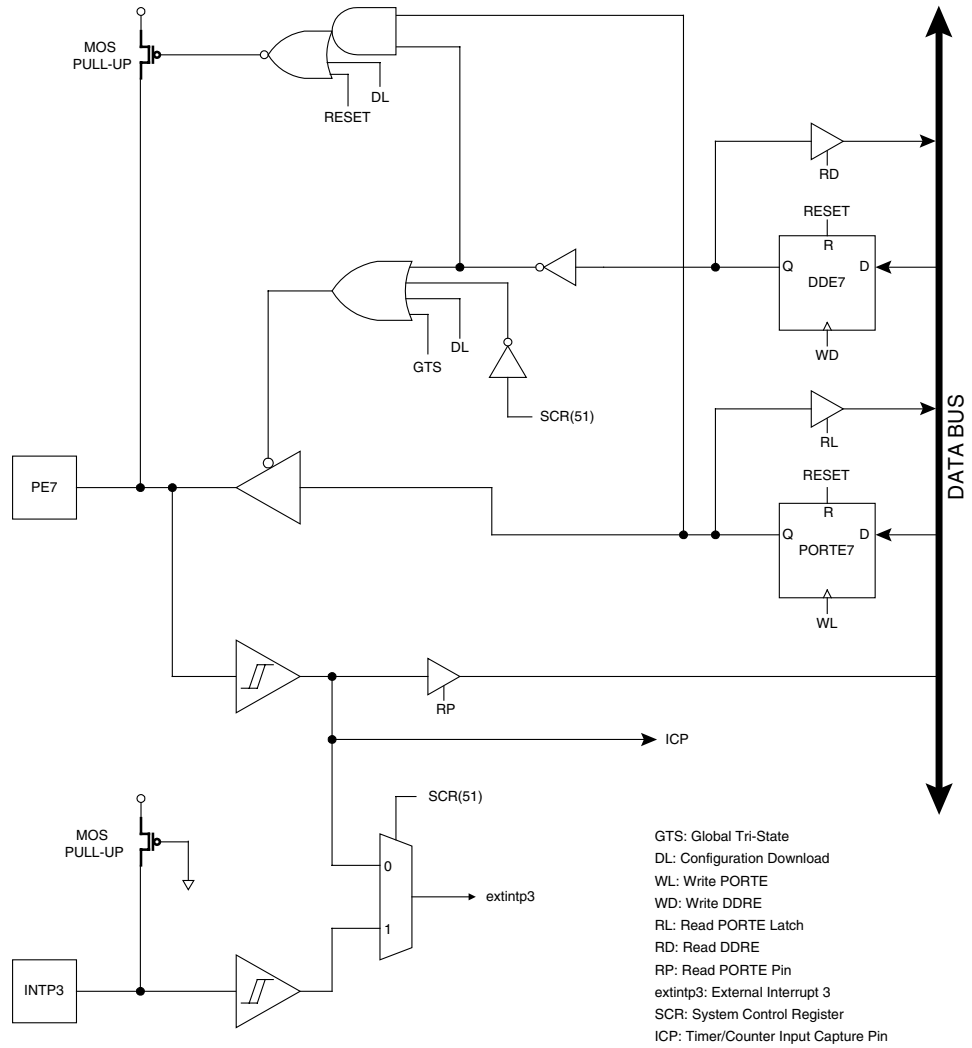 MOS
PULL-UP
DL
RESET
RD
RESET
R
Q
D
DDE7
WD
DL
GTS
SCR(51)
RL
DATA BUS
PE7
RESET
R
Q
D
PORTE7
WL
RP
ICP
SCR(51)
MOS
PULL-UP
0
extintp3
1
INTP3
GTS: Global Tri-State
DL: Configuration Download
WL: Write PORTE
WD: Write DDRE
RL: Read PORTE Latch
RD: Read DDRE
RP: Read PORTE Pin
extintp3: External Interrupt 3
SCR: System Control Register
ICP: Timer/Counter Input Capture Pin